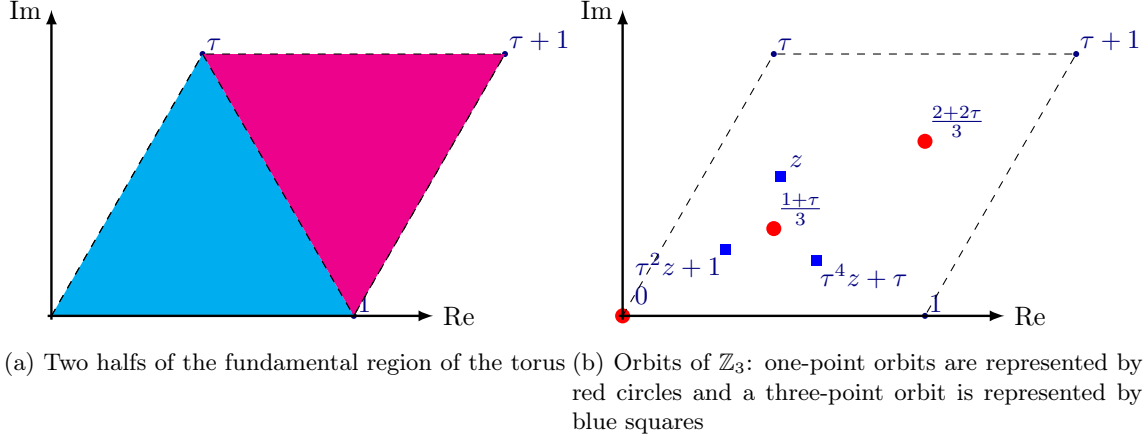 Im
τ
τ + 1
1
Re
Im
τ
τ + 1
2+2τ
3
z
1+τ
3
τ²z + 1
τ⁴z + τ
0
1
Re
(a) Two halfs of the fundamental region of the torus
(b) Orbits of ℤ₃: one-point orbits are represented by
red circles and a three-point orbit is represented by
blue squares